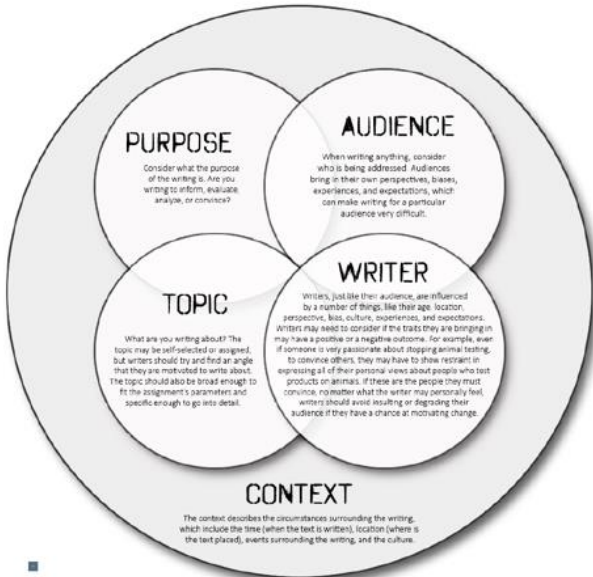 PURPOSE
Consider what the purpose
of the writing is. Are you
writing to inform, evaluate,
analyze, or convince?
AUDIENCE
When writing anything, consider
who is being addressed. Audiences
bring in their own perspectives, biases,
experiences, and expectations, which
can make writing for a particular
audience very difficult.
TOPIC
What are you writing about? The
topic may be self-selected or assigned,
but writers should try and find an angle
that they are motivated to write about.
The topic should also be broad enough to
fit the assignment's parameters and
specific enough to go into detail.
WRITER
Writers, just like their audience, are influenced
by a number of things, like their age, location,
perspective, bias, culture, experiences, and expectations.
Writers may need to consider if the traits they are bringing in
may have a positive or a negative outcome. For example, even
if someone is very passionate about stopping animal testing,
to convince others, they may have to show restraint in
expressing all of their personal views about people who test
products on animals. If these are the people they must
convince, no matter what the writer may personally feel,
writers should avoid insulting or degrading their
audience if they have a chance at motivating change.
CONTEXT
The context describes the circumstances surrounding the writing,
which include the time (when the text is written), location (where is
the text placed), events surrounding the writing, and the culture.